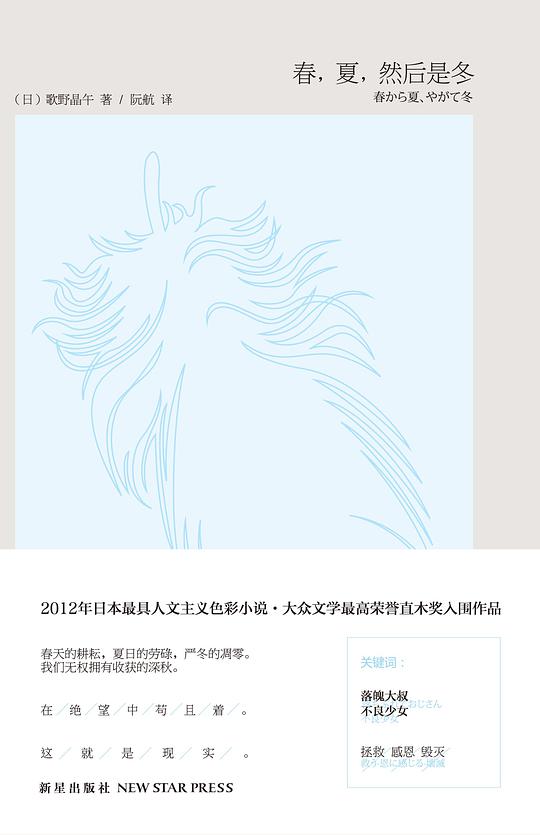 春，夏，然后是冬
春から夏、やがて冬
（日）歌野晶午 著 / 阮航 译
2012年日本最具人文主义色彩小说·大众文学最高荣誉直木奖入围作品
春天的耕耘，夏日的劳碌，严冬的凋零。
我们无权拥有收获的深秋。
在 / 绝 / 望 / 中 / 苟 / 且 / 着 / 。
这 / 就 / 是 / 现 / 实 / 。
新星出版社 NEW STAR PRESS
关键词：
落魄大叔
おじさん
不良少女
不良少女
拯救 感恩 毁灭
救う 恩に感じる 壊滅